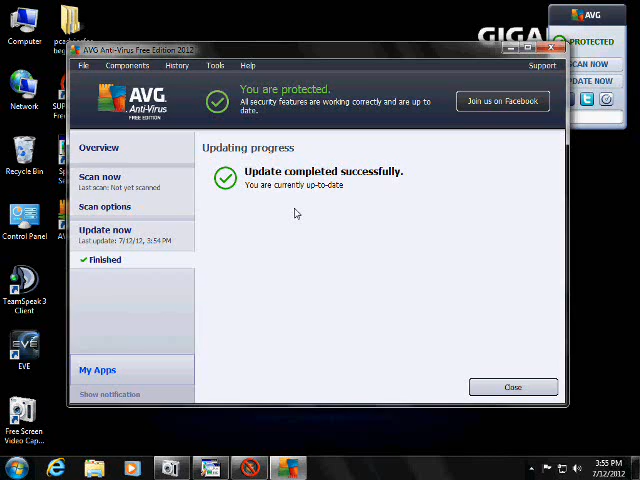 Computer
Network
Recycle Bin
Control Panel
TeamSpeak 3
Client
EVE
Free Screen
Video Cap...
GIGA
AVG
PROTECTED
SCAN NOW
UPDATE NOW
AVG Anti-Virus Free Edition 2012
File Components History Tools Help Support
AVG
Anti-Virus
FREE EDITION
You are protected.
All security features are working correctly and are up to
date.
Join us on Facebook
Overview
Scan now
Last scan: Not yet scanned
Scan options
Update now
Last update: 7/12/12, 3:54 PM
Finished
My Apps
Show notification
Updating progress
Update completed successfully.
You are currently up-to-date
Close
3:55 PM
7/12/2012